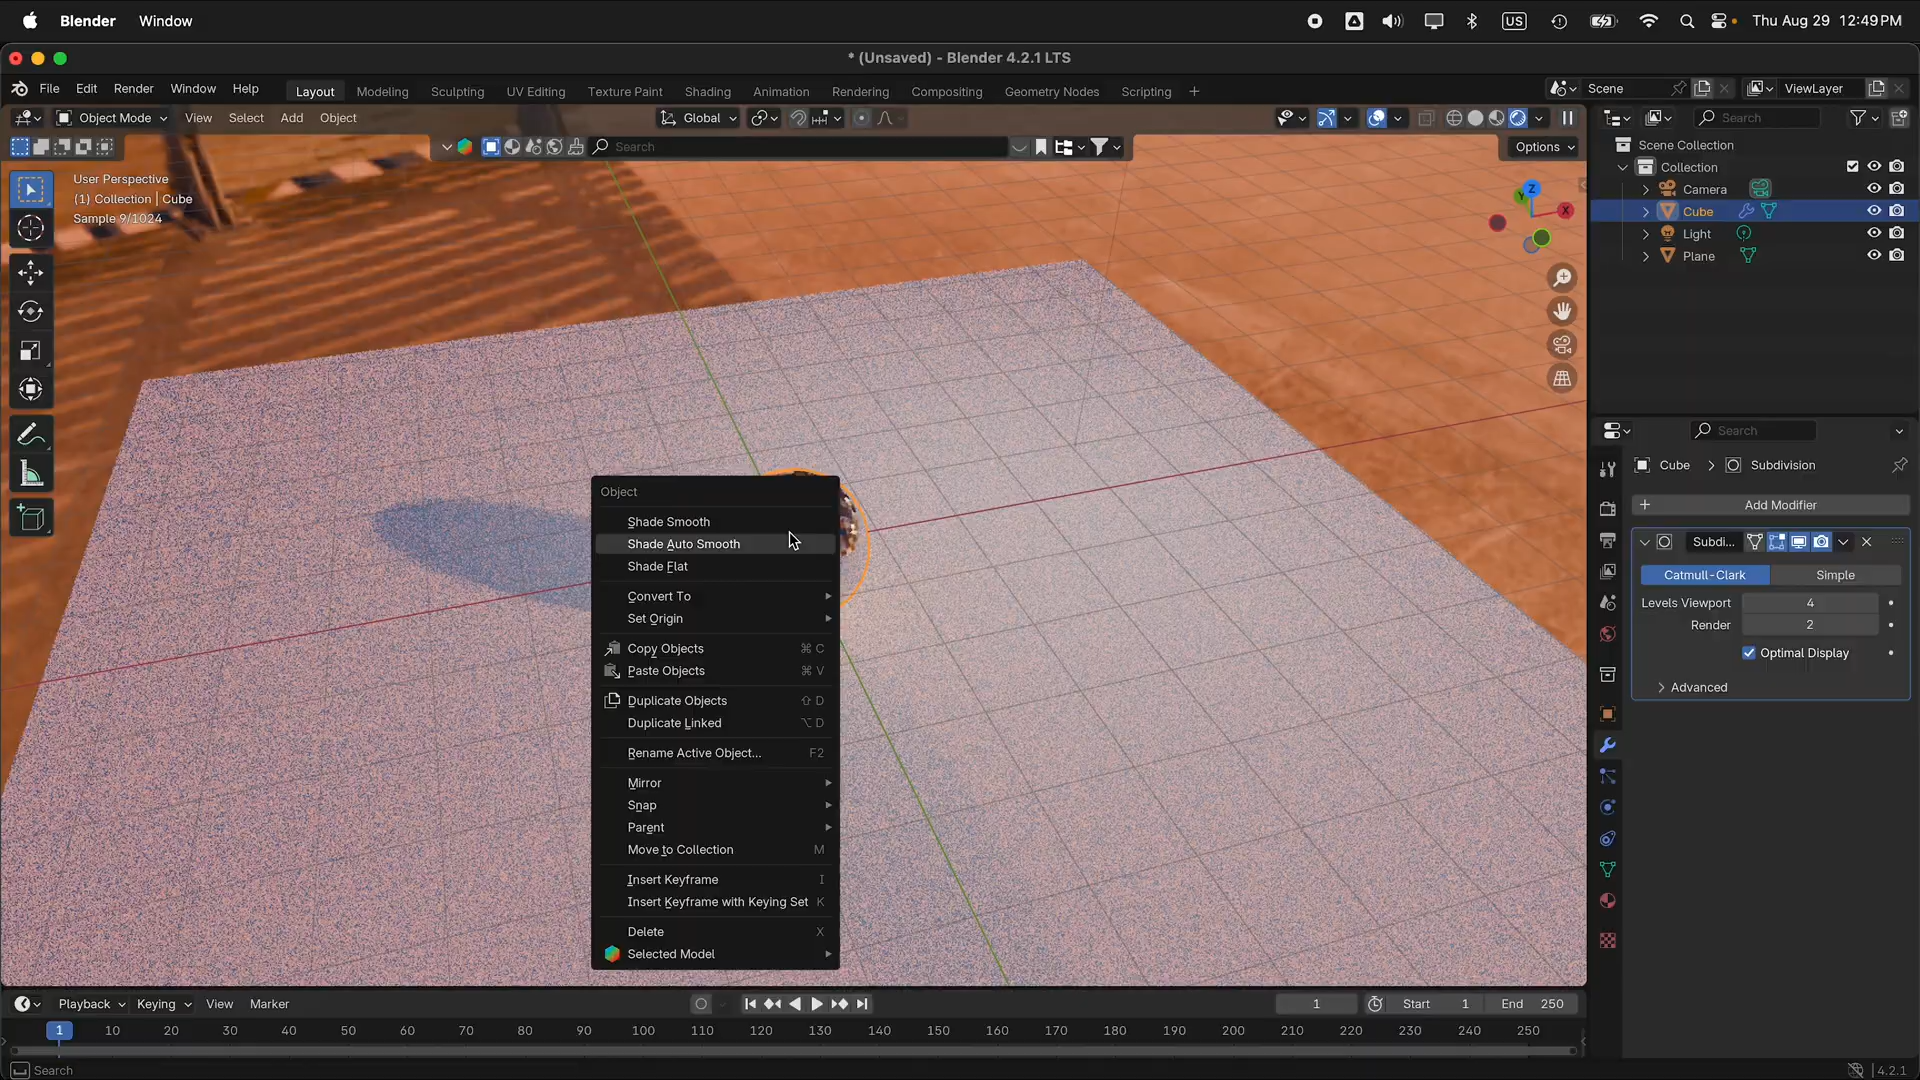 Blender Window US Thu Aug 29 12:49 PM
* (Unsaved) - Blender 4.2.1 LTS
File Edit Render Window Help Layout Modeling Sculpting UV Editing Texture Paint Shading Animation Rendering Compositing Geometry Nodes Scripting + Scene ViewLayer
Object Mode View Select Add Object Global Search
Search Options
User Perspective
(1) Collection | Cube
Sample 9/1024
Z
Y
X
Scene Collection
Collection
Camera
Cube
Light
Plane
Object
Shade Smooth
Shade Auto Smooth
Shade Flat
Convert To
Set Origin
Copy Objects ⌘ C
Paste Objects ⌘ V
Duplicate Objects ⇧ D
Duplicate Linked ⌥ D
Rename Active Object... F2
Mirror
Snap
Parent
Move to Collection M
Insert Keyframe I
Insert Keyframe with Keying Set K
Delete X
Selected Model
Search
Cube > Subdivision
+ Add Modifier
Subdi...
Catmull-Clark Simple
Levels Viewport 4
Render 2
Optimal Display
Advanced
Playback Keying View Marker 1 Start 1 End 250
1 10 20 30 40 50 60 70 80 90 100 110 120 130 140 150 160 170 180 190 200 210 220 230 240 250
Search 4.2.1